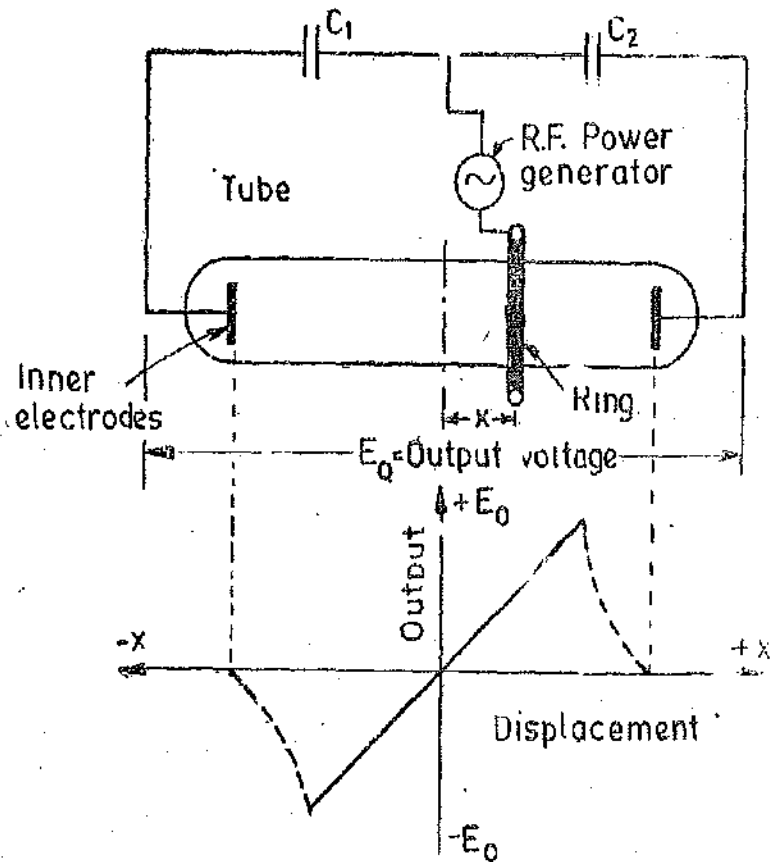 C1
C2
R.F. Power
generator
Tube
Inner
electrodes
Ring
x
E0=Output voltage
+E0
Output
-x
+x
Displacement
-E0